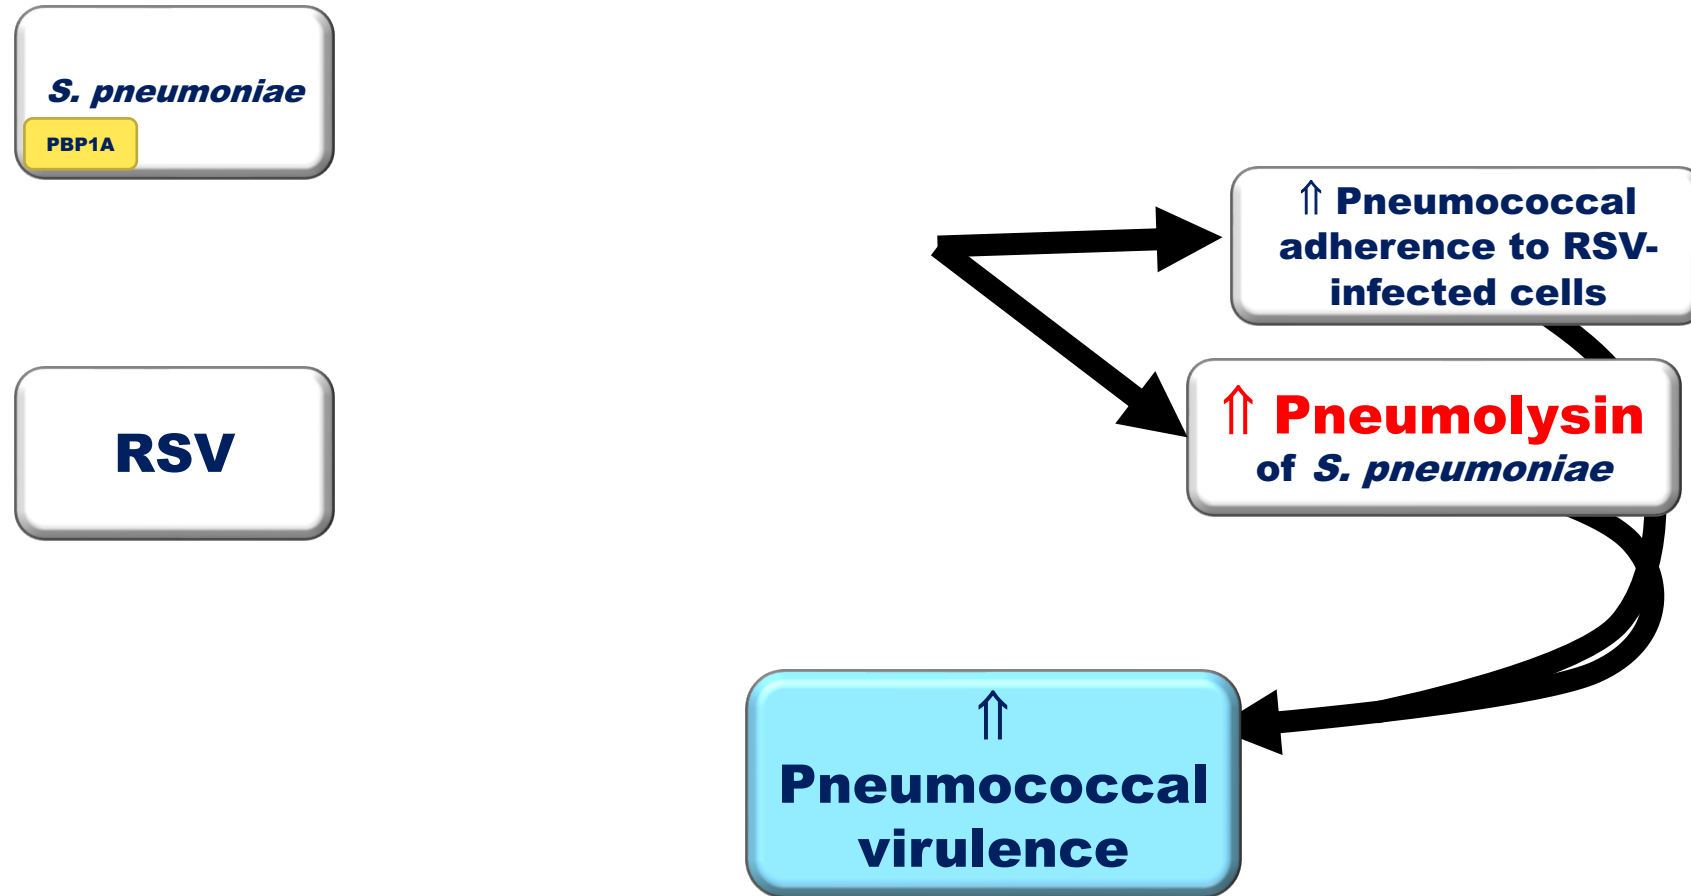 S. pneumoniae
PBP1A
⇑ Pneumococcal
adherence to RSV-
infected cells
RSV
⇑ Pneumolysin
of S. pneumoniae
⇑
Pneumococcal
virulence